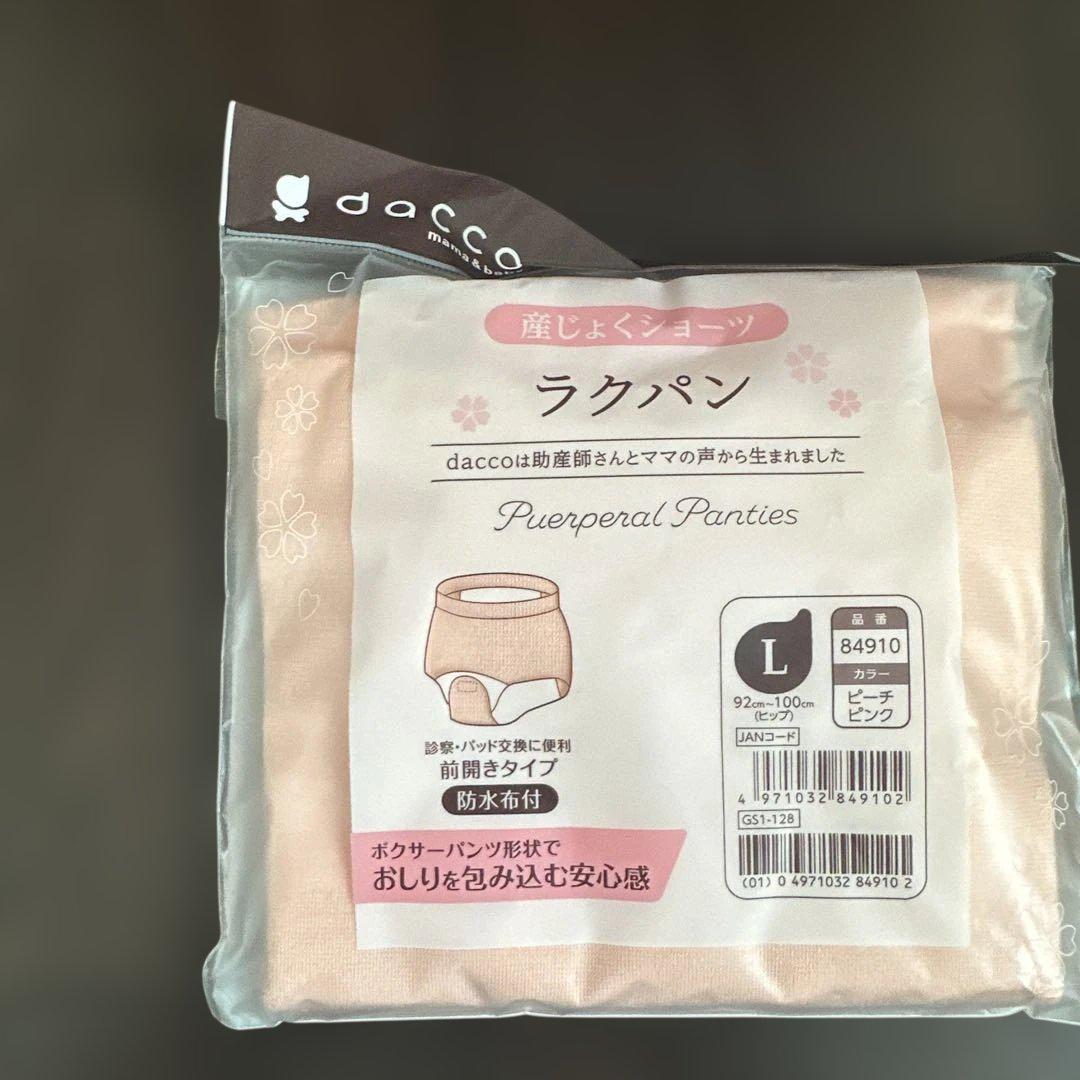 dacco
mama & baby
産じょくショーツ
ラクパン
daccoは助産師さんとママの声から生まれました
Puerperal Panties
診察・パッド交換に便利
前開きタイプ
防水布付
ボクサーパンツ形状で
おしりを包み込む安心感
L
92cm~100cm
(ヒップ)
品番
84910
カラー
ピーチ
ピンク
JANコード
4 971032 849102
GS1-128
(01) 0 4971032 84910 2